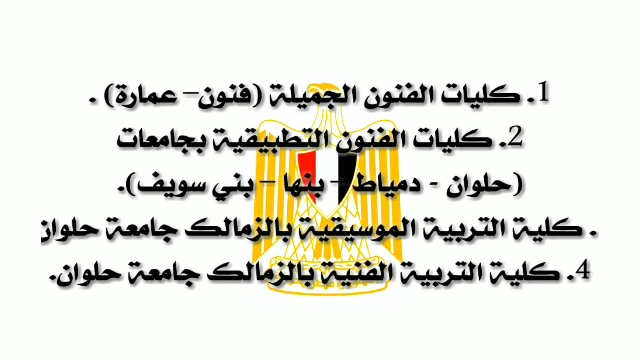 1. كليات الفنون الجميلة (فنون– عمارة) .
2. كليات الفنون التطبيقية بجامعات
(حلوان - دمياط – بنها – بني سويف).
. كلية التربية الموسيقية بالزمالك جامعة حلوان
4. كلية التربية الفنية بالزمالك جامعة حلوان.